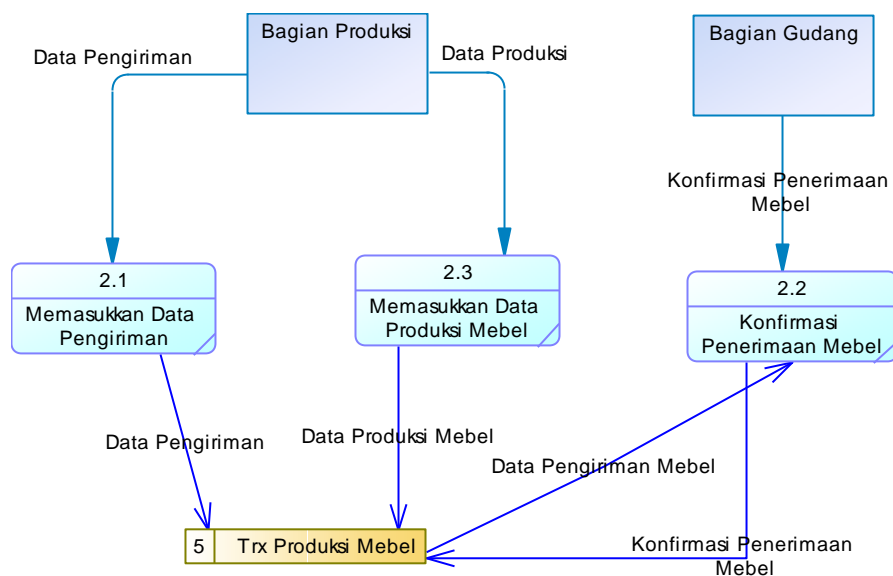 Bagian Produksi
Bagian Gudang
Data Pengiriman
Data Produksi
Konfirmasi Penerimaan
Mebel
2.1
Memasukkan Data
Pengiriman
2.3
Memasukkan Data
Produksi Mebel
2.2
Konfirmasi
Penerimaan Mebel
Data Pengiriman
Data Produksi Mebel
Data Pengiriman Mebel
5 Trx Produksi Mebel
Konfirmasi Penerimaan
Mebel